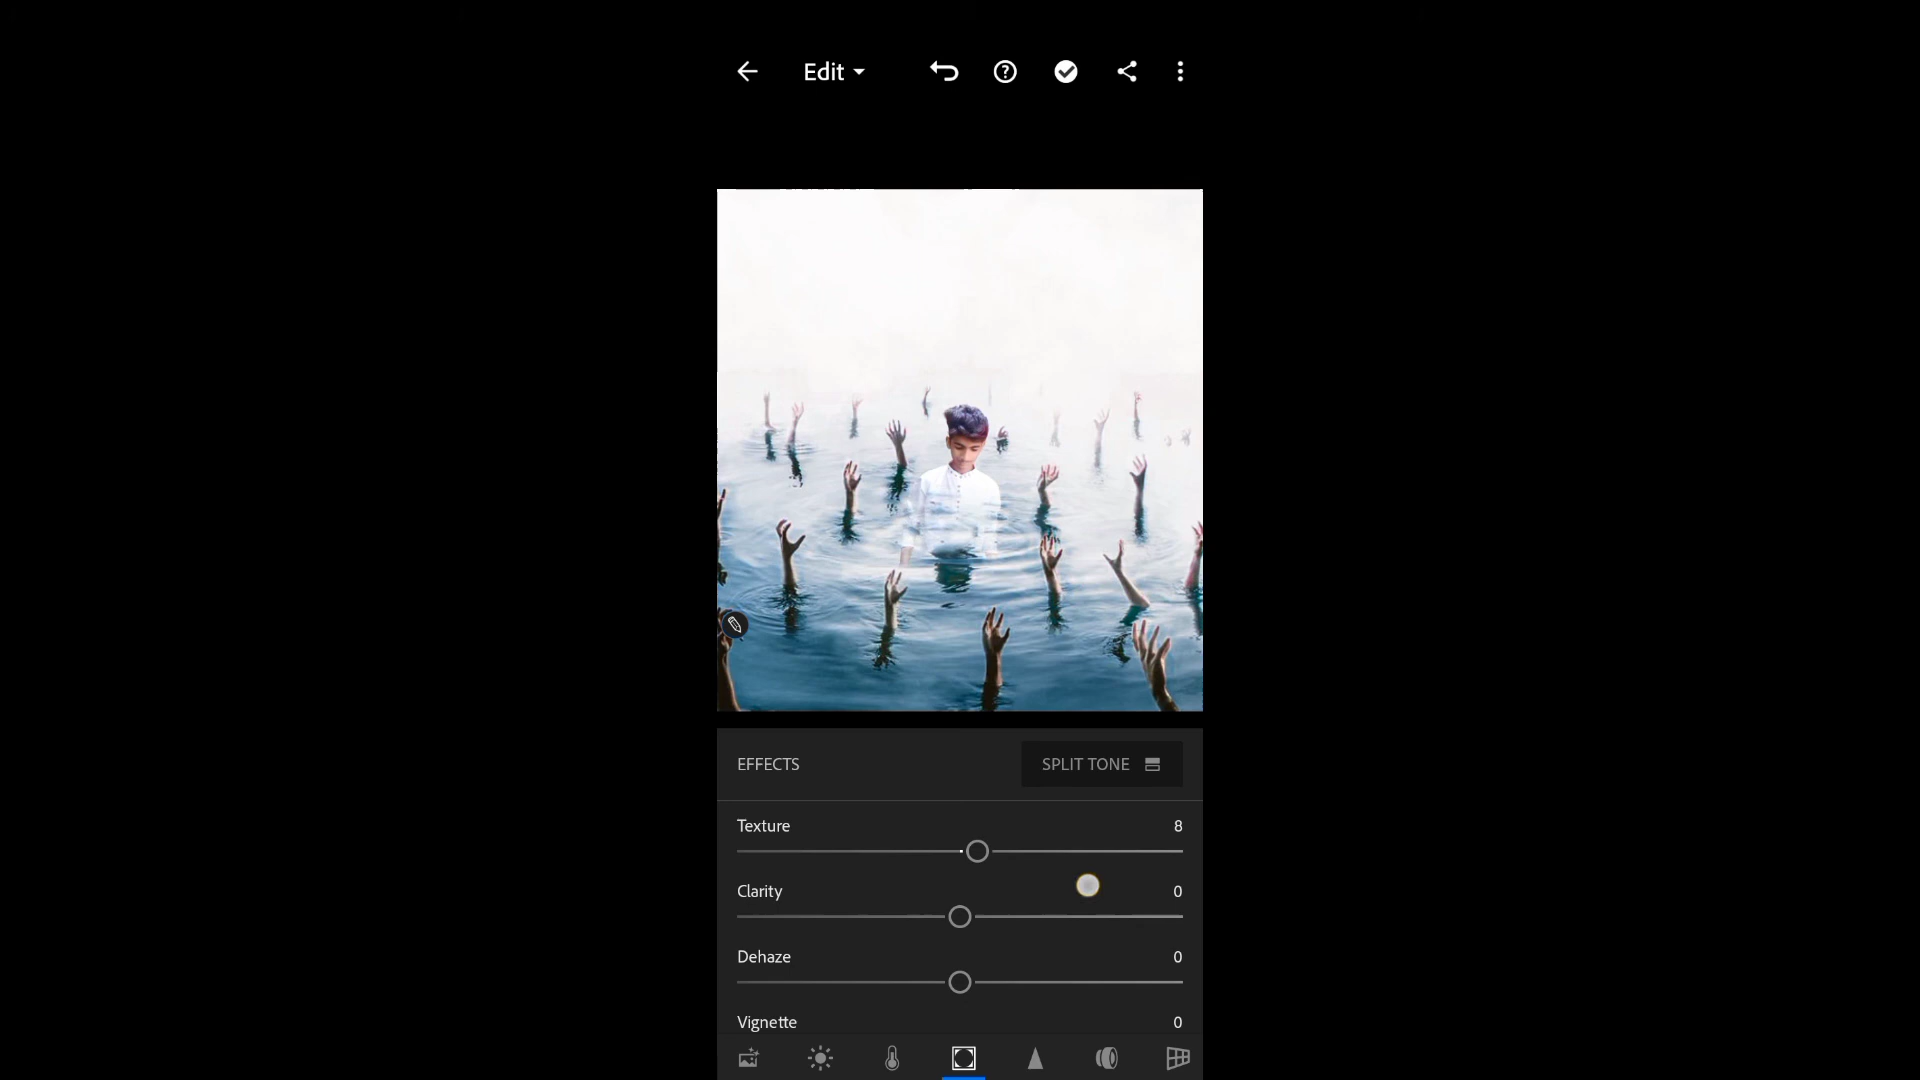 Edit
EFFECTS
SPLIT TONE
Texture 8
Clarity 0
Dehaze 0
Vignette 0